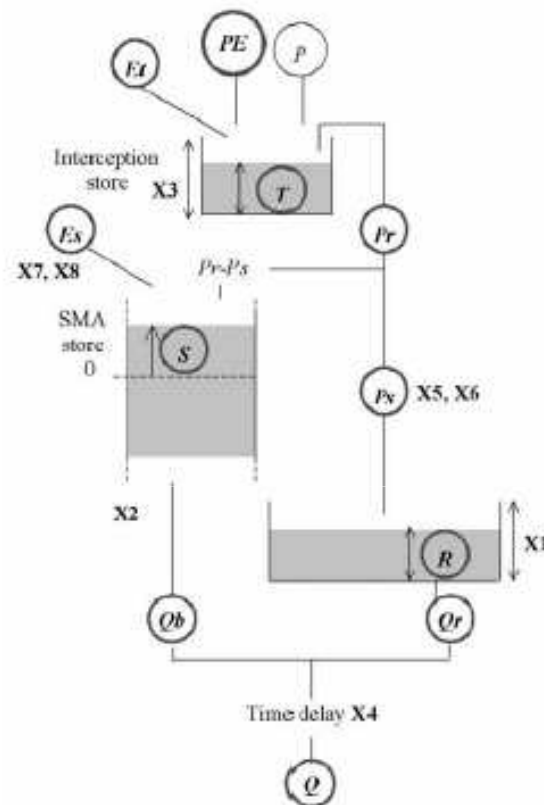 PE
P
Et
Interception
store
X3
T
Es
Pr
X7, X8
Pr-Ps
SMA
store
0
S
Ps
X5, X6
X2
X1
R
Qb
Qr
Time delay X4
Q